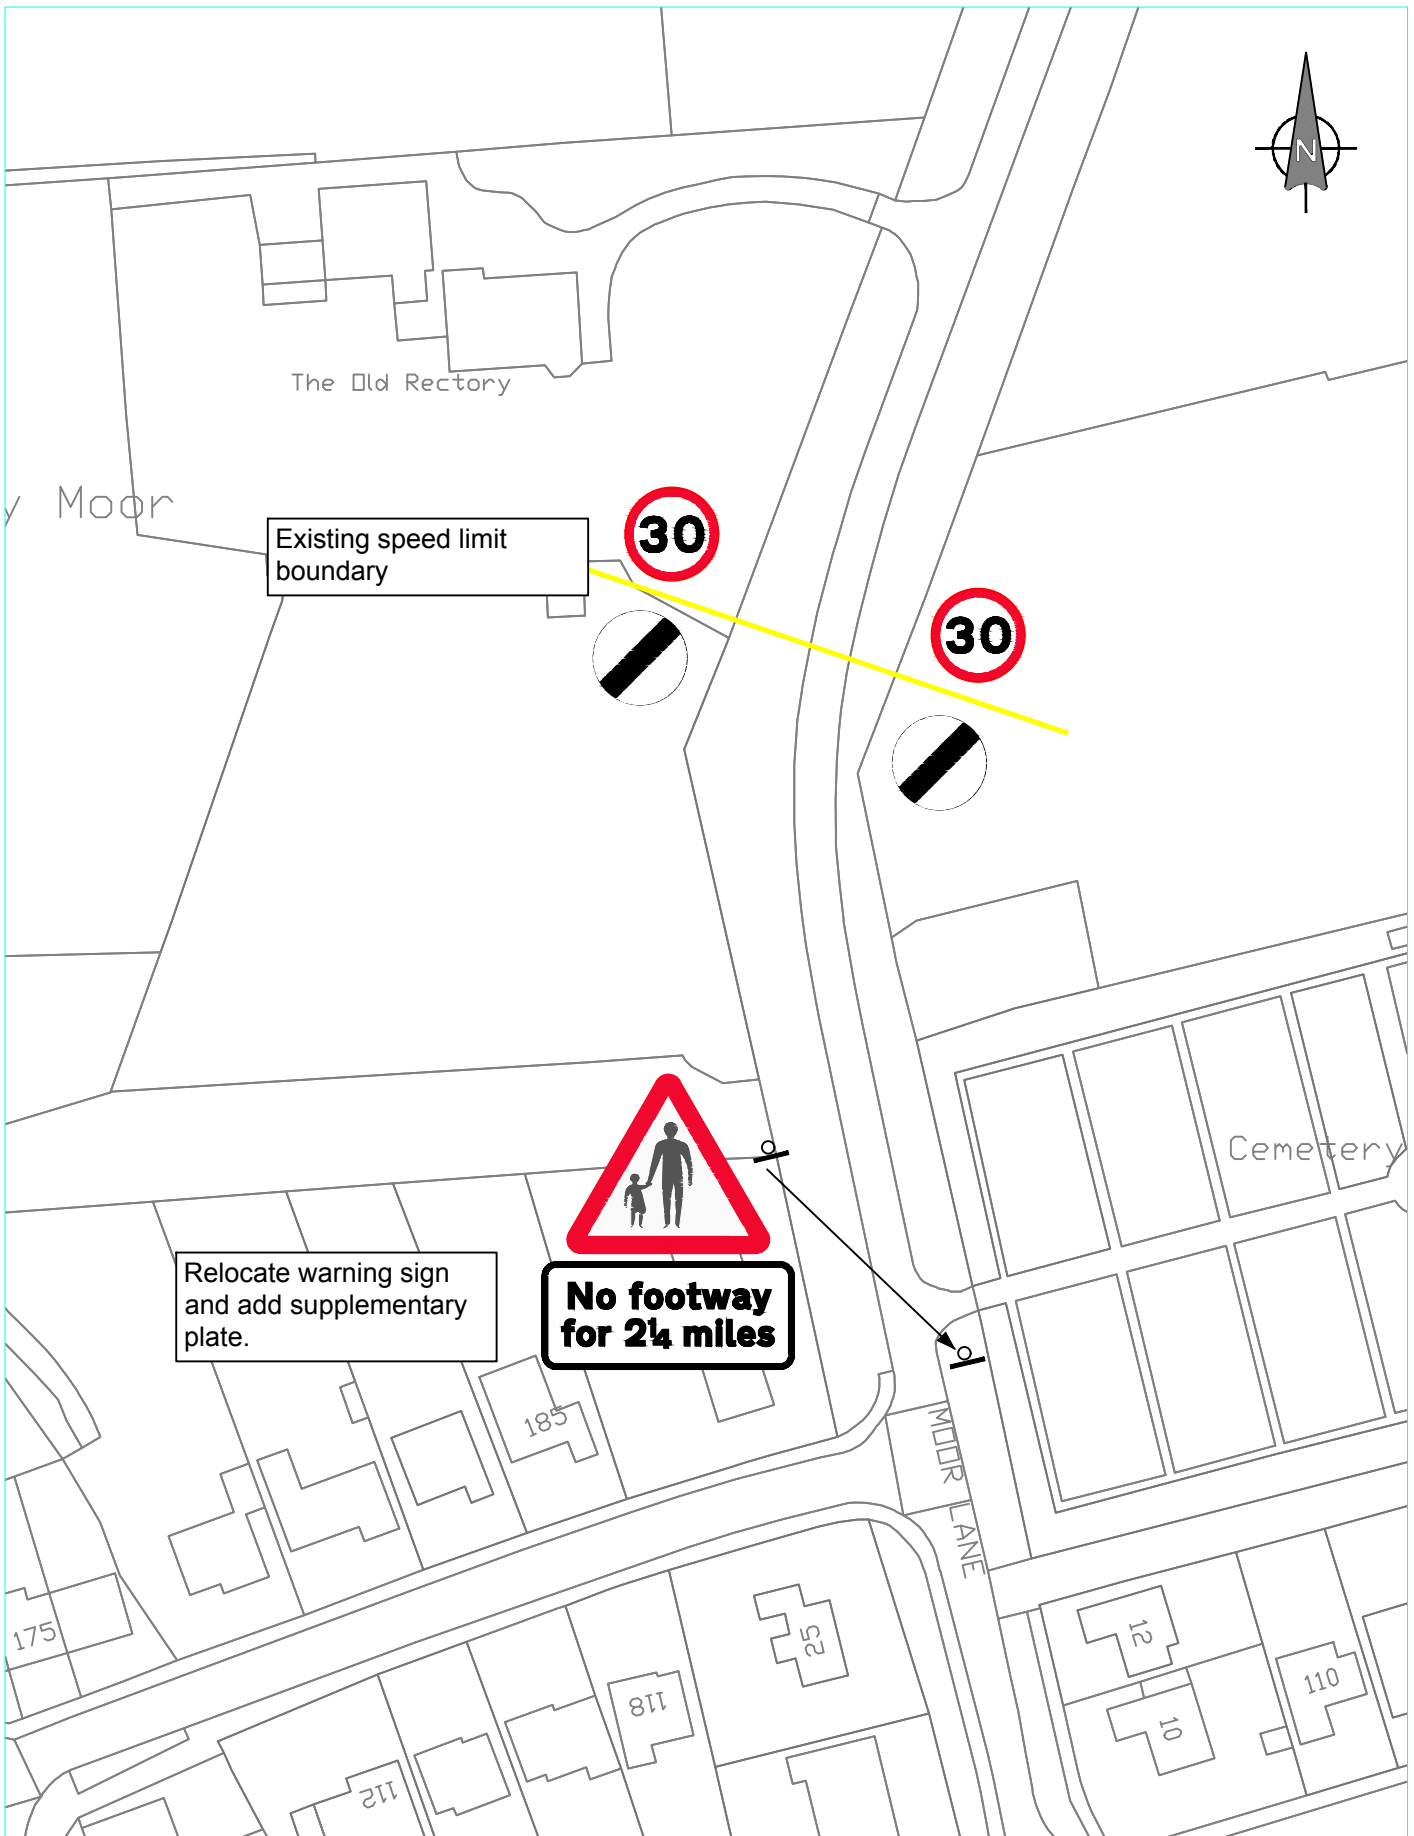 N
The Old Rectory
y Moor
30
Existing speed limit
boundary
30
Cemetery
No footway
for 2¼ miles
Relocate warning sign
and add supplementary
plate.
185
MOOR LANE
175
25
12
118
110
10
112